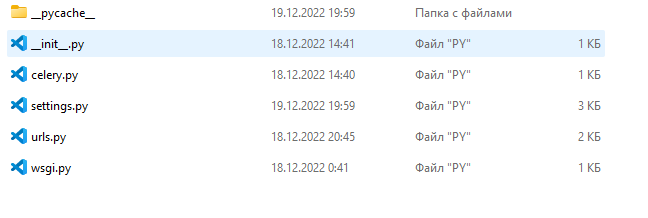 __pycache__ 19.12.2022 19:59 Папка с файлами
__init__.py 18.12.2022 14:41 Файл "PY" 1 КБ
celery.py 18.12.2022 14:40 Файл "PY" 1 КБ
settings.py 19.12.2022 19:59 Файл "PY" 3 КБ
urls.py 18.12.2022 20:45 Файл "PY" 2 КБ
wsgi.py 18.12.2022 0:41 Файл "PY" 1 КБ